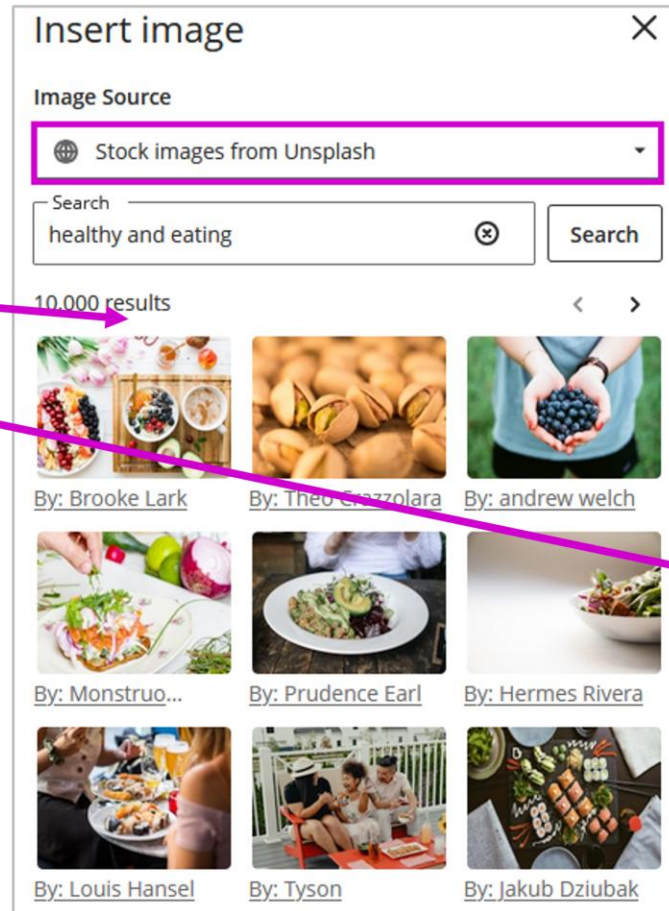 Insert image
Image Source
Stock images from Unsplash
Search
healthy and eating
Search
10,000 results
By: Brooke Lark
By: Theo Crazzolara
By: andrew welch
By: Monstruo...
By: Prudence Earl
By: Hermes Rivera
By: Louis Hansel
By: Tyson
By: Jakub Dziubak